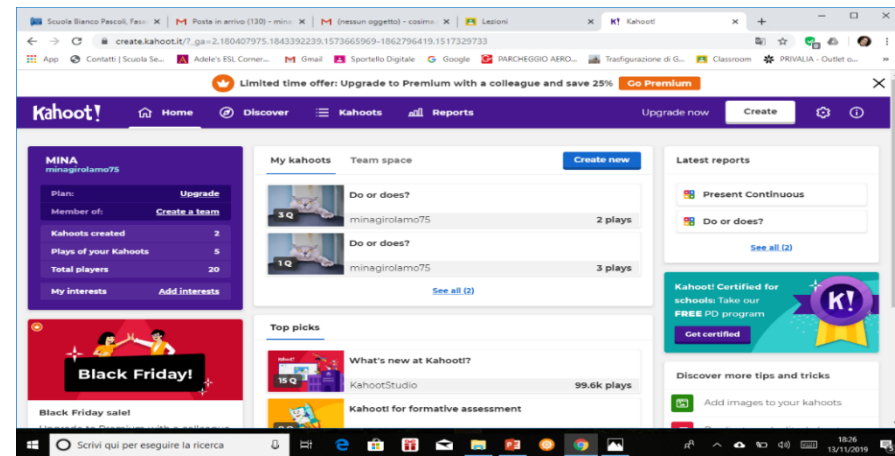 Scuola Bianco Pascoli, Fasa
Posta in arrivo (130) - mina
(nessun oggetto) - cosima
Lezioni
Kahoot!
create.kahoot.it/?_ga=2.180407975.1843392239.1573665969-1862796419.1517329733
App
Contatti | Scuola Se...
Adele's ESL Corner...
Gmail
Sportello Digitale
Google
PARCHEGGIO AERO...
Trasfigurazione di G...
Classroom
PRIVALIA - Outlet o...
Limited time offer: Upgrade to Premium with a colleague and save 25%
Go Premium
Kahoot!
Home
Discover
Kahoots
Reports
Upgrade now
Create
MINA
minagirolamo75
Plan: Upgrade
Member of: Create a team
Kahoots created 2
Plays of your Kahoots 5
Total players 20
My interests Add interests
Black Friday!
Black Friday sale!
Upgrade to Premium with a colleague
My kahoots
Team space
Create new
3 Q
Do or does?
minagirolamo75
2 plays
1 Q
Do or does?
minagirolamo75
3 plays
See all (2)
Top picks
Kahoot!
15 Q
What's new at Kahoot!?
KahootStudio
99.6k plays
Kahoot! for formative assessment
Latest reports
Present Continuous
Do or does?
See all (2)
Kahoot! Certified for
schools: Take our
FREE PD program
Get certified
K!
Discover more tips and tricks
Add images to your kahoots
Scrivi qui per eseguire la ricerca
18:26
13/11/2019